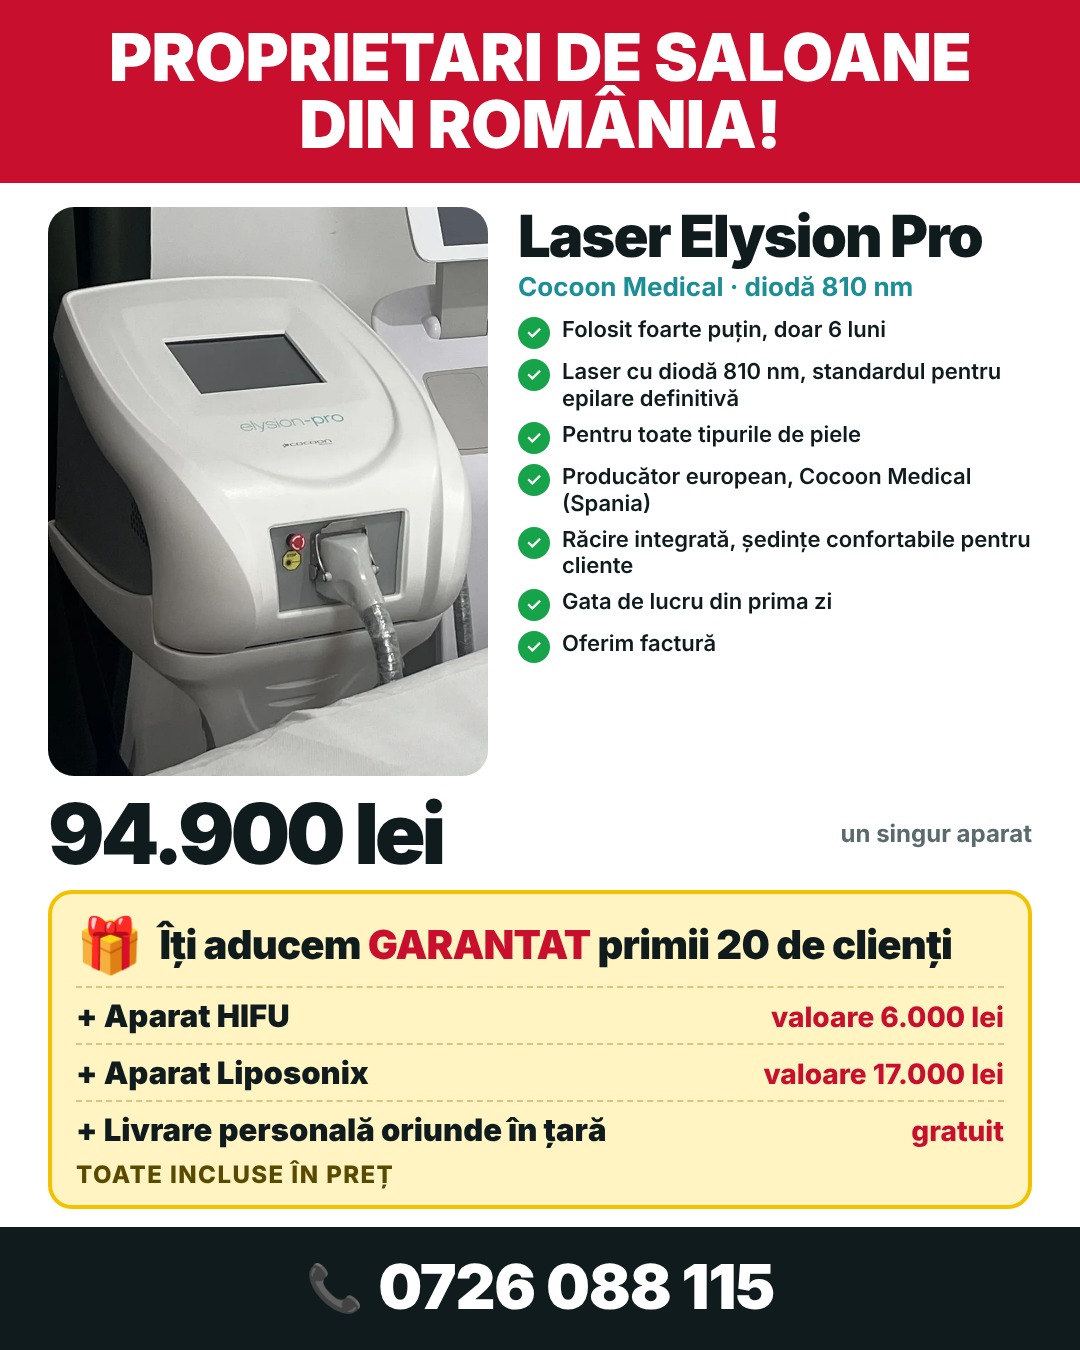 PROPRIETARI DE SALOANE
DIN ROMÂNIA!
elysion-pro
cocoon
Laser Elysion Pro
Cocoon Medical · diodă 810 nm
Folosit foarte puțin, doar 6 luni
Laser cu diodă 810 nm, standardul pentru
epilare definitivă
Pentru toate tipurile de piele
Producător european, Cocoon Medical
(Spania)
Răcire integrată, ședințe confortabile pentru
cliente
Gata de lucru din prima zi
Oferim factură
94.900 lei
un singur aparat
Îți aducem GARANTAT primii 20 de clienți
+ Aparat HIFU valoare 6.000 lei
+ Aparat Liposonix valoare 17.000 lei
+ Livrare personală oriunde în țară gratuit
TOATE INCLUSE ÎN PREȚ
0726 088 115